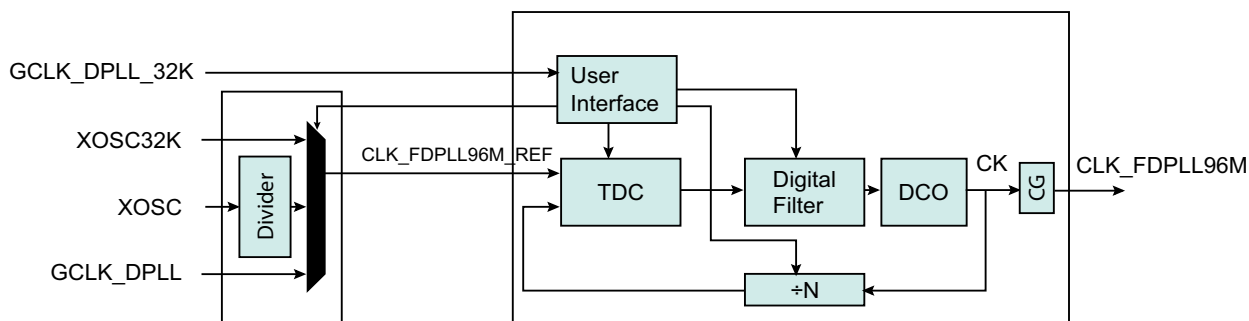 GCLK_DPLL_32K
User
Interface
XOSC32K
CLK_FDPLL96M_REF
CK
CLK_FDPLL96M
Divider
TDC
Digital
Filter
DCO
CG
XOSC
GCLK_DPLL
÷N